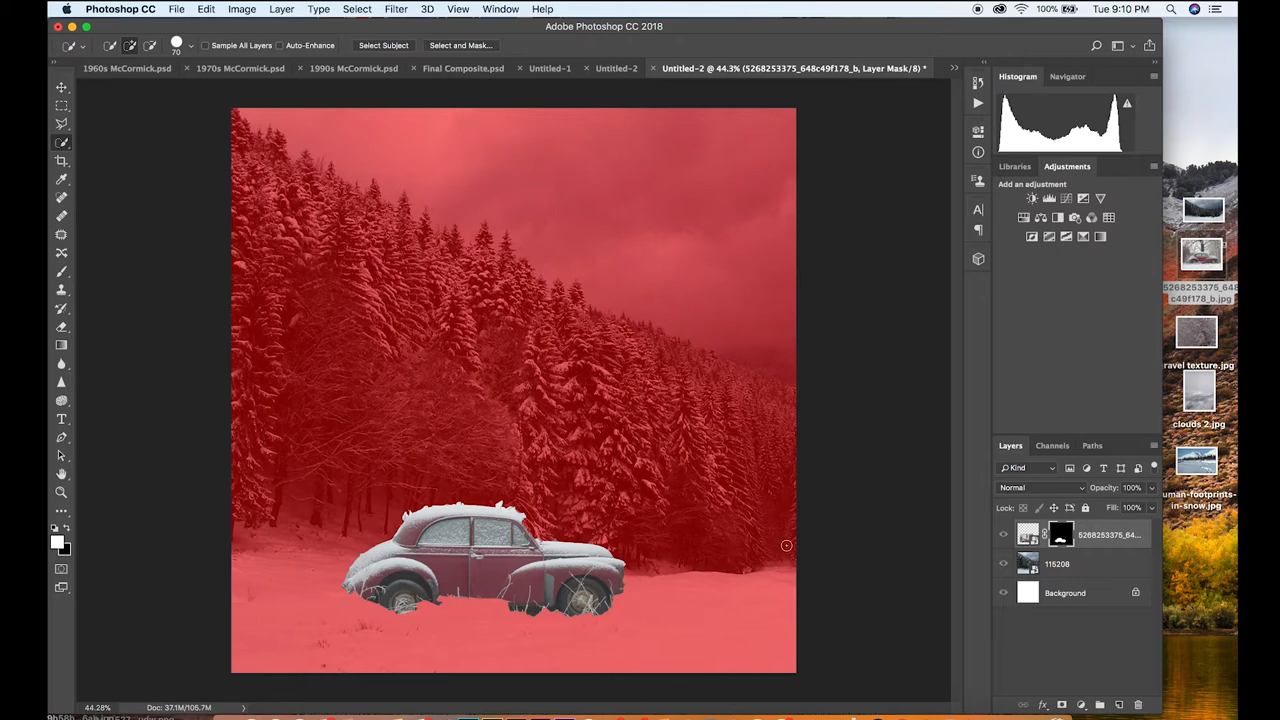 Photoshop CC File Edit Image Layer Type Select Filter 3D View Window Help 100% Tue 9:10 PM
Adobe Photoshop CC 2018
70 Sample All Layers Auto-Enhance Select Subject Select and Mask...
1960s McCormick.psd 1970s McCormick.psd 1990s McCormick.psd Final Composite.psd Untitled-1 Untitled-2 Untitled-2 @ 44.3% (5268253375_648c49f178_b, Layer Mask/8) *
Histogram Navigator
Libraries Adjustments
Add an adjustment
5268253375_648
c49f178_b.jpg
ravel texture.jpg
clouds 2.jpg
uman-footprints-
in-snow.jpg
Layers Channels Paths
Kind
Normal Opacity: 100%
Lock: Fill: 100%
5268253375_64...
115208
Background
44.28% Doc: 37.1M/105.7M